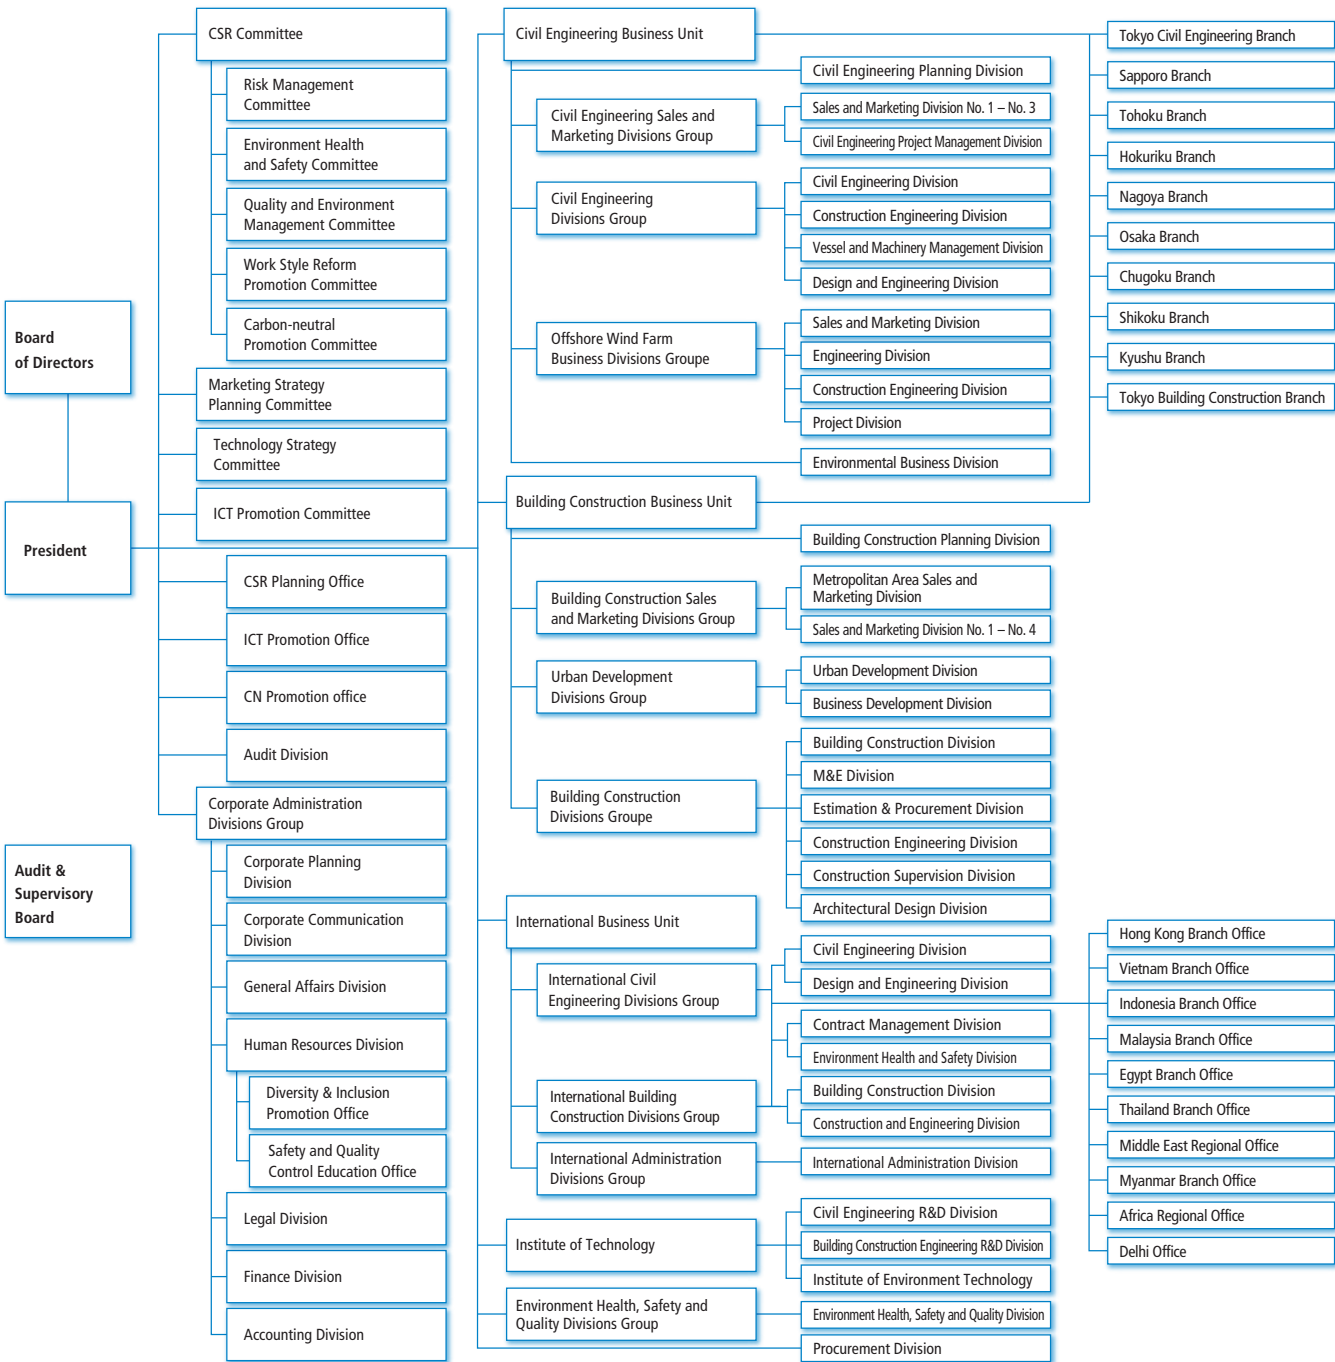 Board
of Directors
President
Audit &
Supervisory
Board
CSR Committee
Risk Management
Committee
Environment Health
and Safety Committee
Quality and Environment
Management Committee
Work Style Reform
Promotion Committee
Carbon-neutral
Promotion Committee
Marketing Strategy
Planning Committee
Technology Strategy
Committee
ICT Promotion Committee
CSR Planning Office
ICT Promotion Office
CN Promotion office
Audit Division
Corporate Administration
Divisions Group
Corporate Planning
Division
Corporate Communication
Division
General Affairs Division
Human Resources Division
Diversity & Inclusion
Promotion Office
Safety and Quality
Control Education Office
Legal Division
Finance Division
Accounting Division
Civil Engineering Business Unit
Civil Engineering Planning Division
Civil Engineering Sales and
Marketing Divisions Group
Sales and Marketing Division No. 1 – No. 3
Civil Engineering Project Management Division
Civil Engineering
Divisions Group
Civil Engineering Division
Construction Engineering Division
Vessel and Machinery Management Division
Design and Engineering Division
Offshore Wind Farm
Business Divisions Groupe
Sales and Marketing Division
Engineering Division
Construction Engineering Division
Project Division
Environmental Business Division
Building Construction Business Unit
Building Construction Planning Division
Building Construction Sales
and Marketing Divisions Group
Metropolitan Area Sales and
Marketing Division
Sales and Marketing Division No. 1 – No. 4
Urban Development
Divisions Group
Urban Development Division
Business Development Division
Building Construction
Divisions Groupe
Building Construction Division
M&E Division
Estimation & Procurement Division
Construction Engineering Division
Construction Supervision Division
Architectural Design Division
International Business Unit
International Civil
Engineering Divisions Group
Civil Engineering Division
Design and Engineering Division
Contract Management Division
Environment Health and Safety Division
International Building
Construction Divisions Group
Building Construction Division
Construction and Engineering Division
International Administration
Divisions Group
International Administration Division
Institute of Technology
Civil Engineering R&D Division
Building Construction Engineering R&D Division
Institute of Environment Technology
Environment Health, Safety and
Quality Divisions Group
Environment Health, Safety and Quality Division
Procurement Division
Tokyo Civil Engineering Branch
Sapporo Branch
Tohoku Branch
Hokuriku Branch
Nagoya Branch
Osaka Branch
Chugoku Branch
Shikoku Branch
Kyushu Branch
Tokyo Building Construction Branch
Hong Kong Branch Office
Vietnam Branch Office
Indonesia Branch Office
Malaysia Branch Office
Egypt Branch Office
Thailand Branch Office
Middle East Regional Office
Myanmar Branch Office
Africa Regional Office
Delhi Office